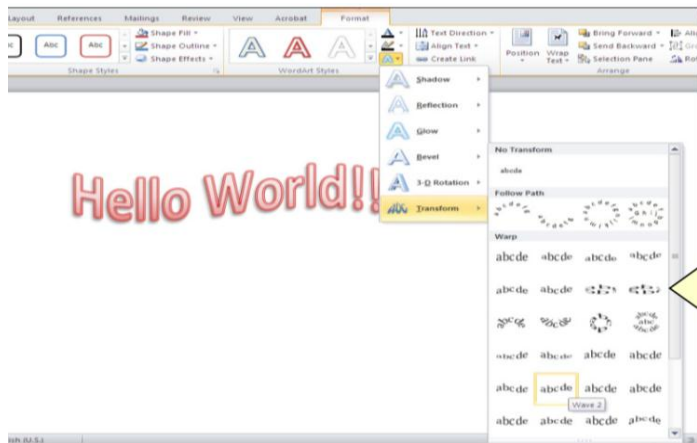 Layout References Mailings Review View Acrobat Format
Abc Abc
Shape Fill
Shape Outline
Shape Effects
Shape Styles
A A A
WordArt Styles
Text Direction
Align Text
Create Link
Position
Wrap
Text
Bring Forward
Send Backward
Selection Pane
Arrange
Shadow
Reflection
Glow
Bevel
3-D Rotation
Transform
Hello World!!
No Transform
abcde
Follow Path
Warp
abcde abcde abcde abcde
abcde abcde
abcde abcde abcde abcde
abcde abcde abcde abcde
Wave 2
abcde abcde abcde abcde